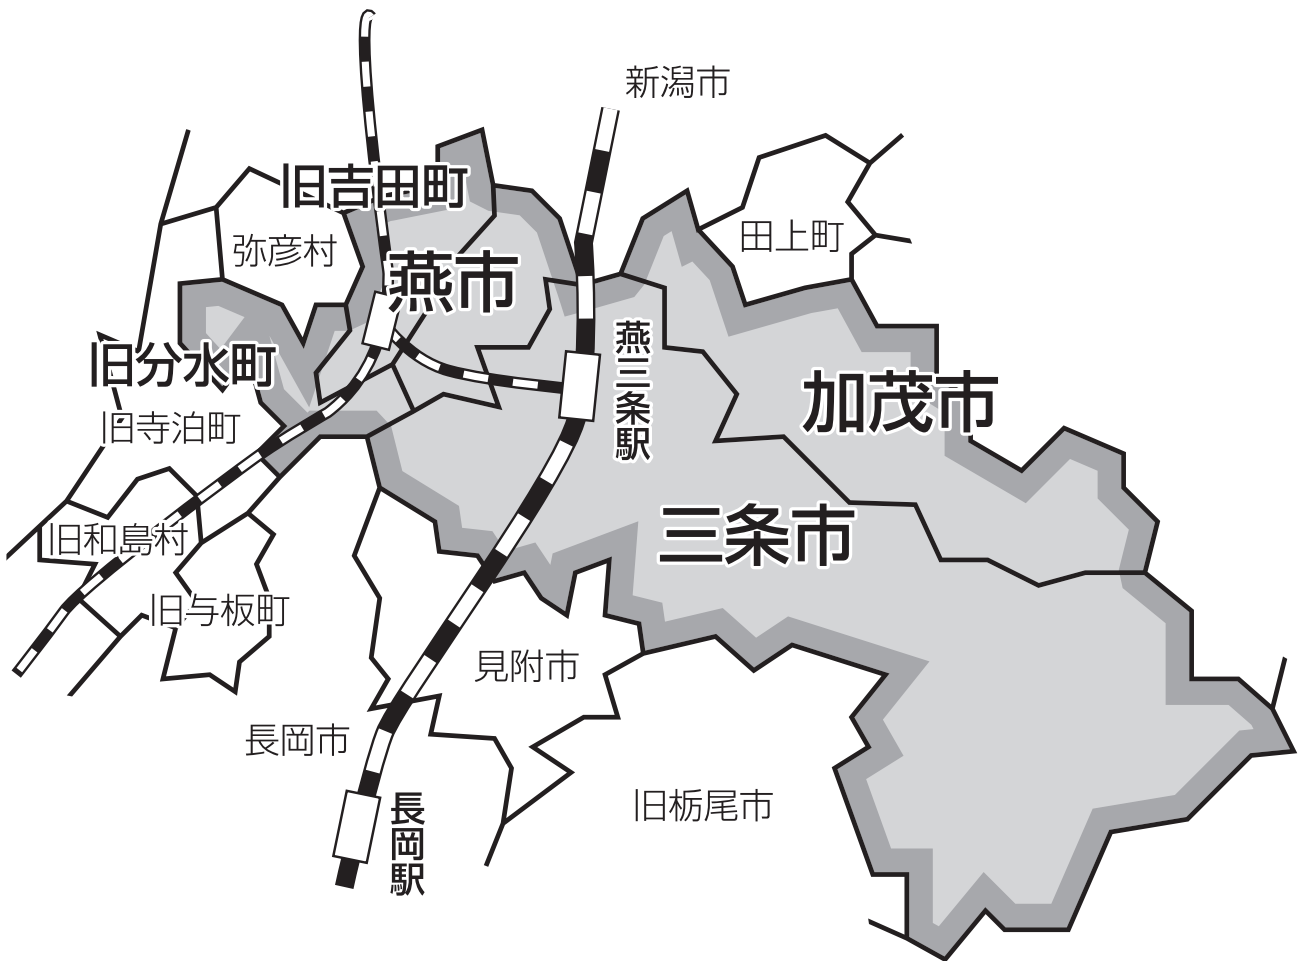 新潟市
旧吉田町
弥彦村
田上町
燕市
旧分水町
燕三条駅
加茂市
旧寺泊町
三条市
旧和島村
旧与板町
見附市
長岡市
旧栃尾市
長岡駅